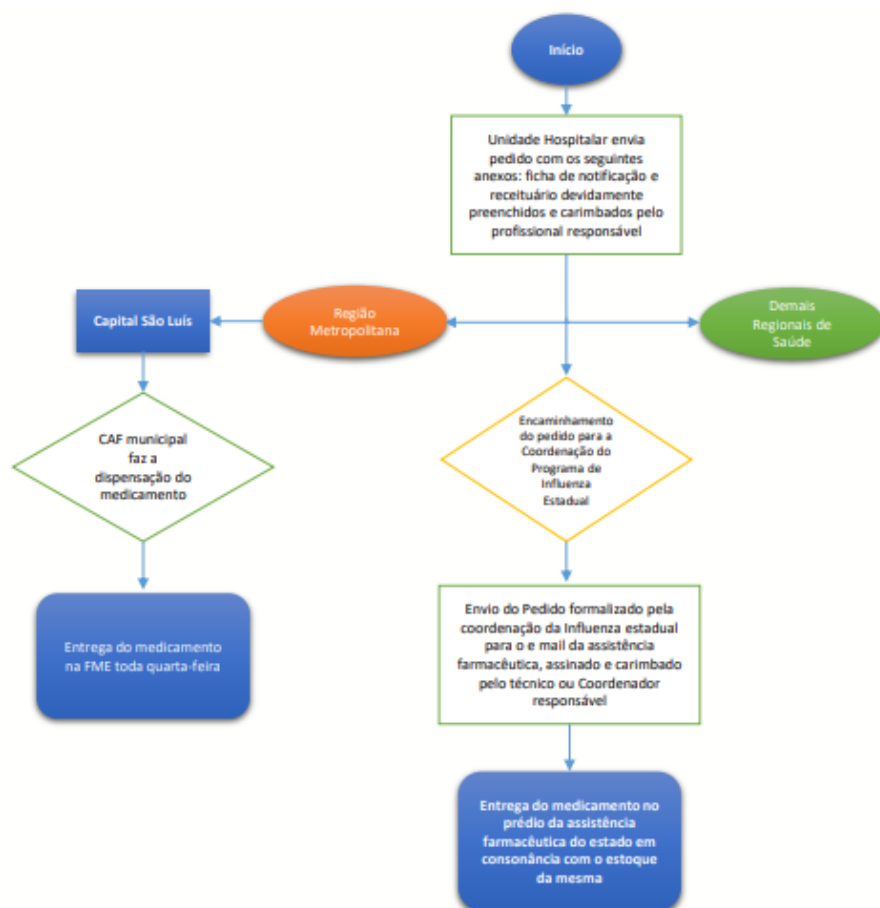 Início
Unidade Hospitalar envia
pedido com os seguintes
anexos: ficha de notificação e
receituário devidamente
preenchidos e carimbados pelo
profissional responsável
Capital São Luís
Região
Metropolitana
Demais
Regionais de
Saúde
CAF municipal
faz a
dispensação do
medicamento
Encaminhamento
do pedido para a
Coordenação do
Programa de
Influenza
Estadual
Entrega do medicamento
na FME toda quarta-feira
Envio do Pedido formalizado pela
coordenação da Influenza estadual
para o e mail da assistência
farmacêutica, assinado e carimbado
pelo técnico ou Coordenador
responsável
Entrega do medicamento no
prédio da assistência
farmacêutica do estado em
consonância com o estoque
da mesma